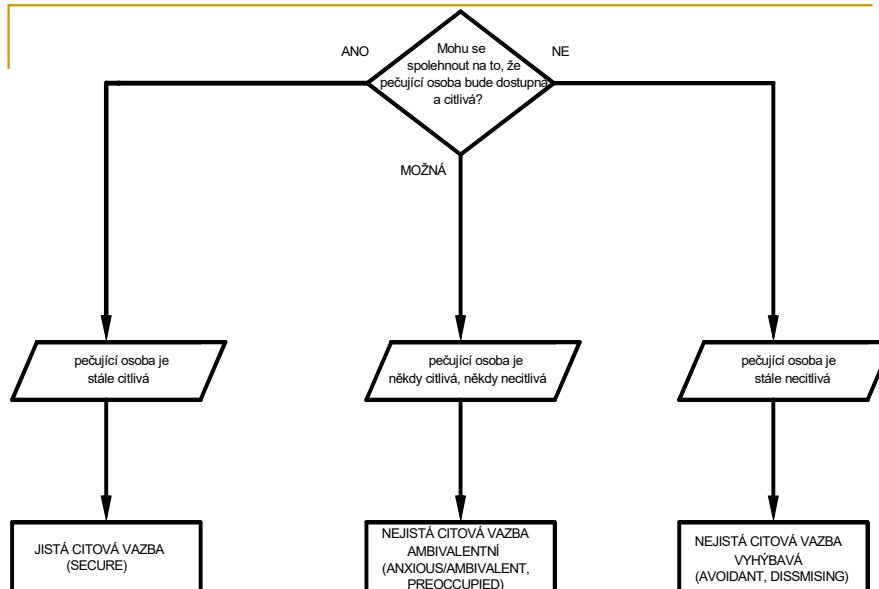 Mohu se
spolehnout na to, že
pečující osoba bude dostupná
a citlivá?
ANO
NE
MOŽNÁ
pečující osoba je
stále citlivá
pečující osoba je
někdy citlivá, někdy necitlivá
pečující osoba je
stále necitlivá
JISTÁ CITOVÁ VAZBA
(SECURE)
NEJISTÁ CITOVÁ VAZBA
AMBIVALENTNÍ
(ANXIOUS/AMBIVALENT,
PREOCCUPIED)
NEJISTÁ CITOVÁ VAZBA
VYHÝBAVÁ
(AVOIDANT, DISSMISING)